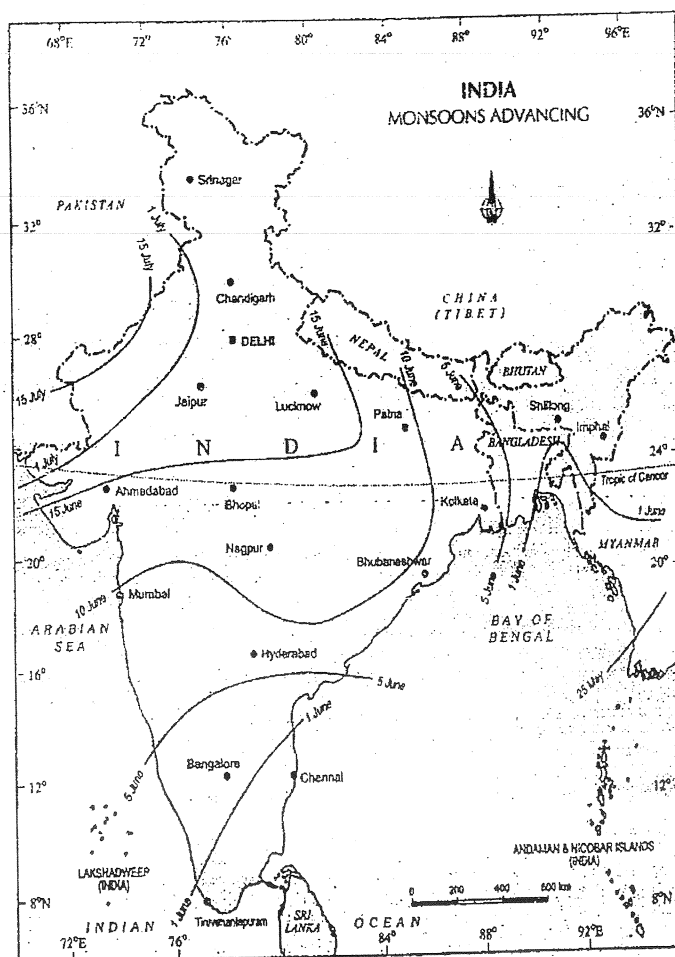 68°E 72° 76° 80° 84° 88° 92° 96°E
INDIA
MONSOONS ADVANCING
36°N 36°N
Srinagar
PAKISTAN
1 July
15 July
32° 32°
Chandigarh
CHINA
(TIBET)
28° 28°
DELHI
15 June
NEPAL
10 June
5 June
BHUTAN
15 July
Jaipur
Lucknow
Patna
Shillong
Imphal
I N D I A
BANGLADESH
24°
1 July
Tropic of Cancer
15 June
Ahmadabad
Bhopal
Kolkata
1 June
Nagpur
MYANMAR
20° 20°
Bhubaneshwar
5 June
1 June
10 June
Mumbai
ARABIAN
SEA
BAY OF
BENGAL
Hyderabad
16° 16°
5 June
1 June
25 May
Bangalore
Chennai
12° 12°
5 June
LAKSHADWEEP
(INDIA)
ANDAMAN & NICOBAR ISLANDS
(INDIA)
0 200 400 600 km
8°N 8°N
1 June
Tiruvanantapuram
SRI
LANKA
INDIAN OCEAN
72°E 76° 84° 88° 92°E